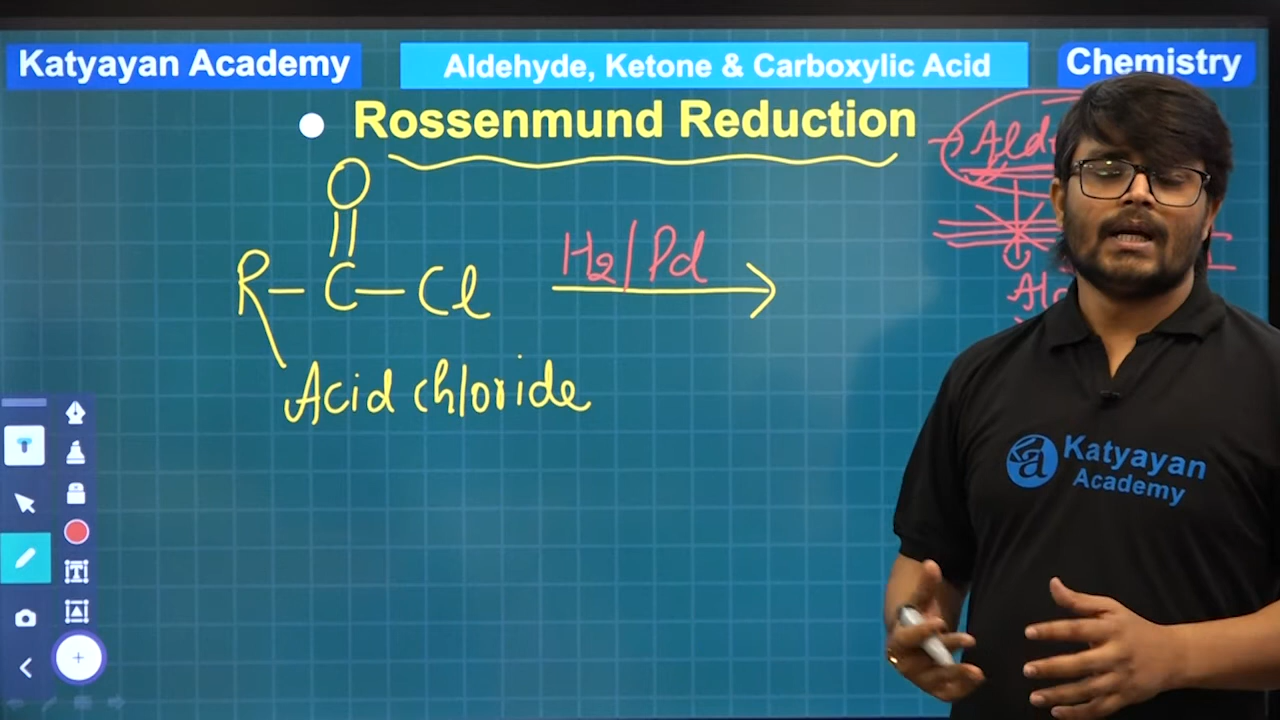 Katyayan Academy
Aldehyde, Ketone & Carboxylic Acid
Chemistry
Rossenmund Reduction
O
R – C – Cl
H2/Pd
Acid chloride
Katyayan
Academy